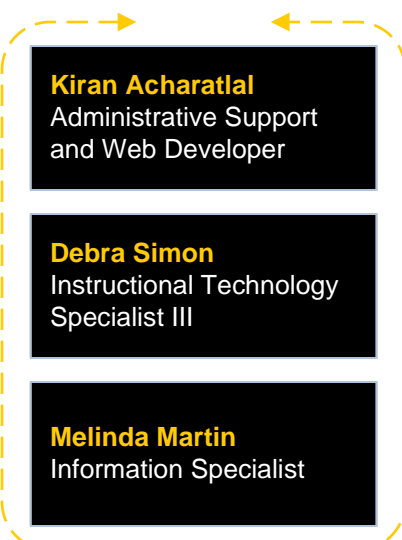 Kiran Acharatlal
Administrative Support
and Web Developer
Debra Simon
Instructional Technology
Specialist III
Melinda Martin
Information Specialist